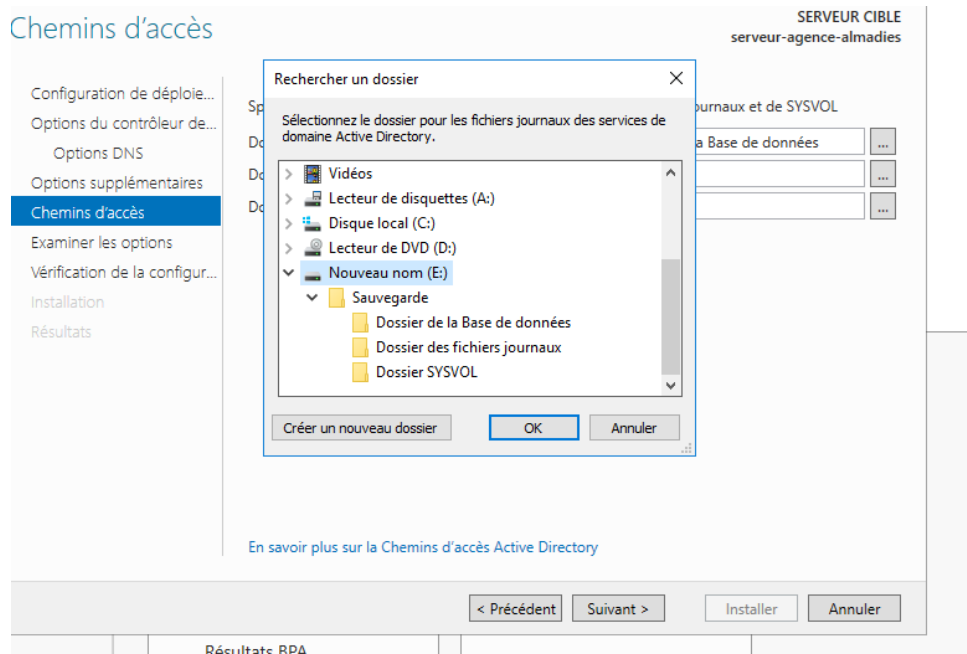 Chemins d'accès
SERVEUR CIBLE
serveur-agence-almadies
Configuration de déploie...
Options du contrôleur de...
Options DNS
Options supplémentaires
Chemins d'accès
Examiner les options
Vérification de la configur...
Installation
Résultats
Sp
ournaux et de SYSVOL
Do
a Base de données
...
Do
...
Do
...
Rechercher un dossier
Sélectionnez le dossier pour les fichiers journaux des services de
domaine Active Directory.
Vidéos
Lecteur de disquettes (A:)
Disque local (C:)
Lecteur de DVD (D:)
Nouveau nom (E:)
Sauvegarde
Dossier de la Base de données
Dossier des fichiers journaux
Dossier SYSVOL
Créer un nouveau dossier
OK
Annuler
En savoir plus sur la Chemins d'accès Active Directory
< Précédent
Suivant >
Installer
Annuler
Résultats BPA